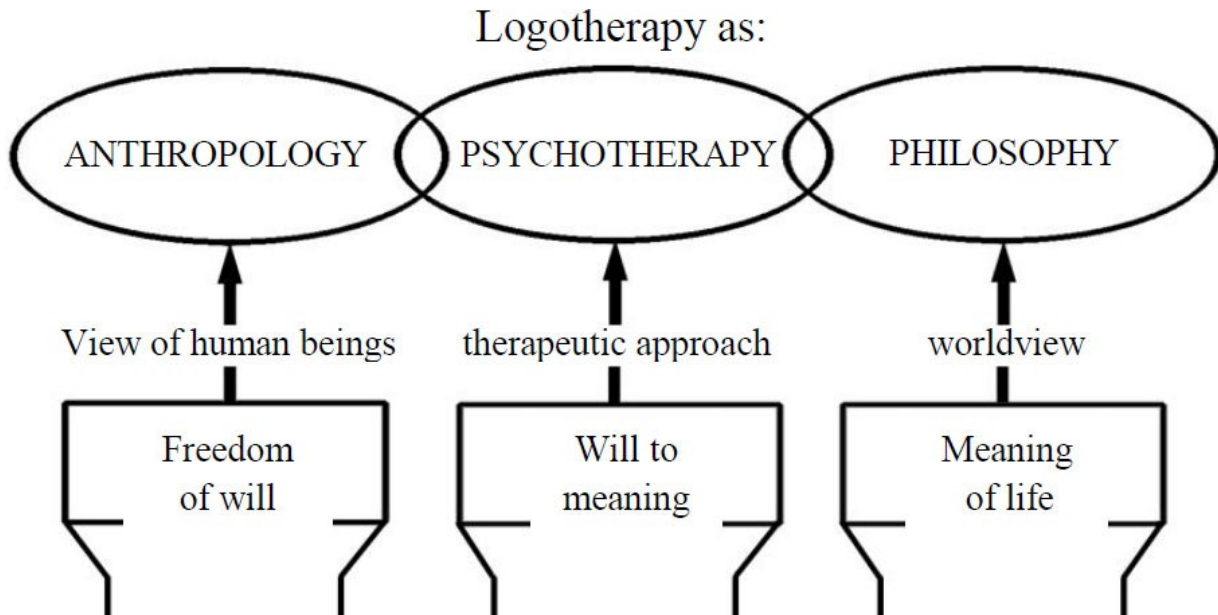 Logotherapy as:
ANTHROPOLOGY PSYCHOTHERAPY PHILOSOPHY
View of human beings therapeutic approach worldview
Freedom Will to Meaning
of will meaning of life